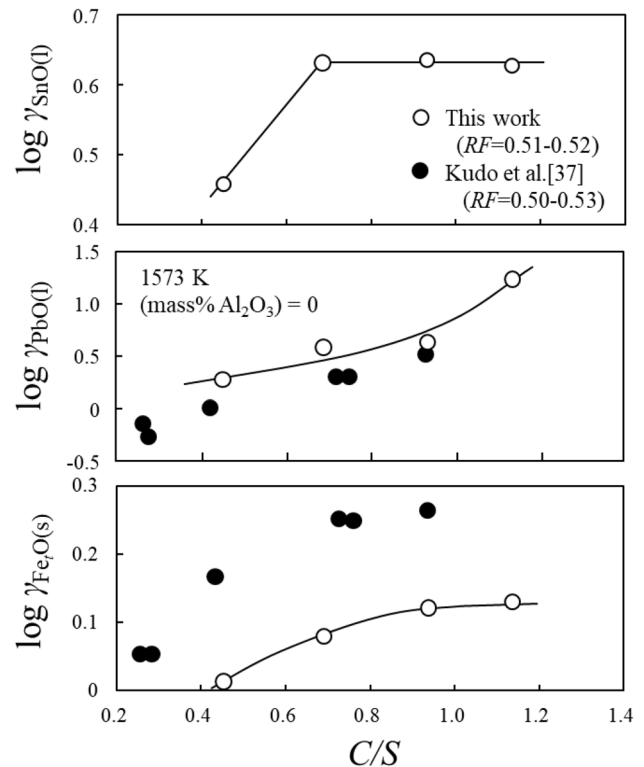 0.7
0.6
0.5
0.4
log γSnO(l)
This work
(RF=0.51-0.52)
Kudo et al.[37]
(RF=0.50-0.53)
1.5
1.0
0.5
0
-0.5
log γPbO(l)
1573 K
(mass% Al₂O₃) = 0
0.3
0.2
0.1
0
log γFeₜO(s)
0.2 0.4 0.6 0.8 1.0 1.2 1.4
C/S